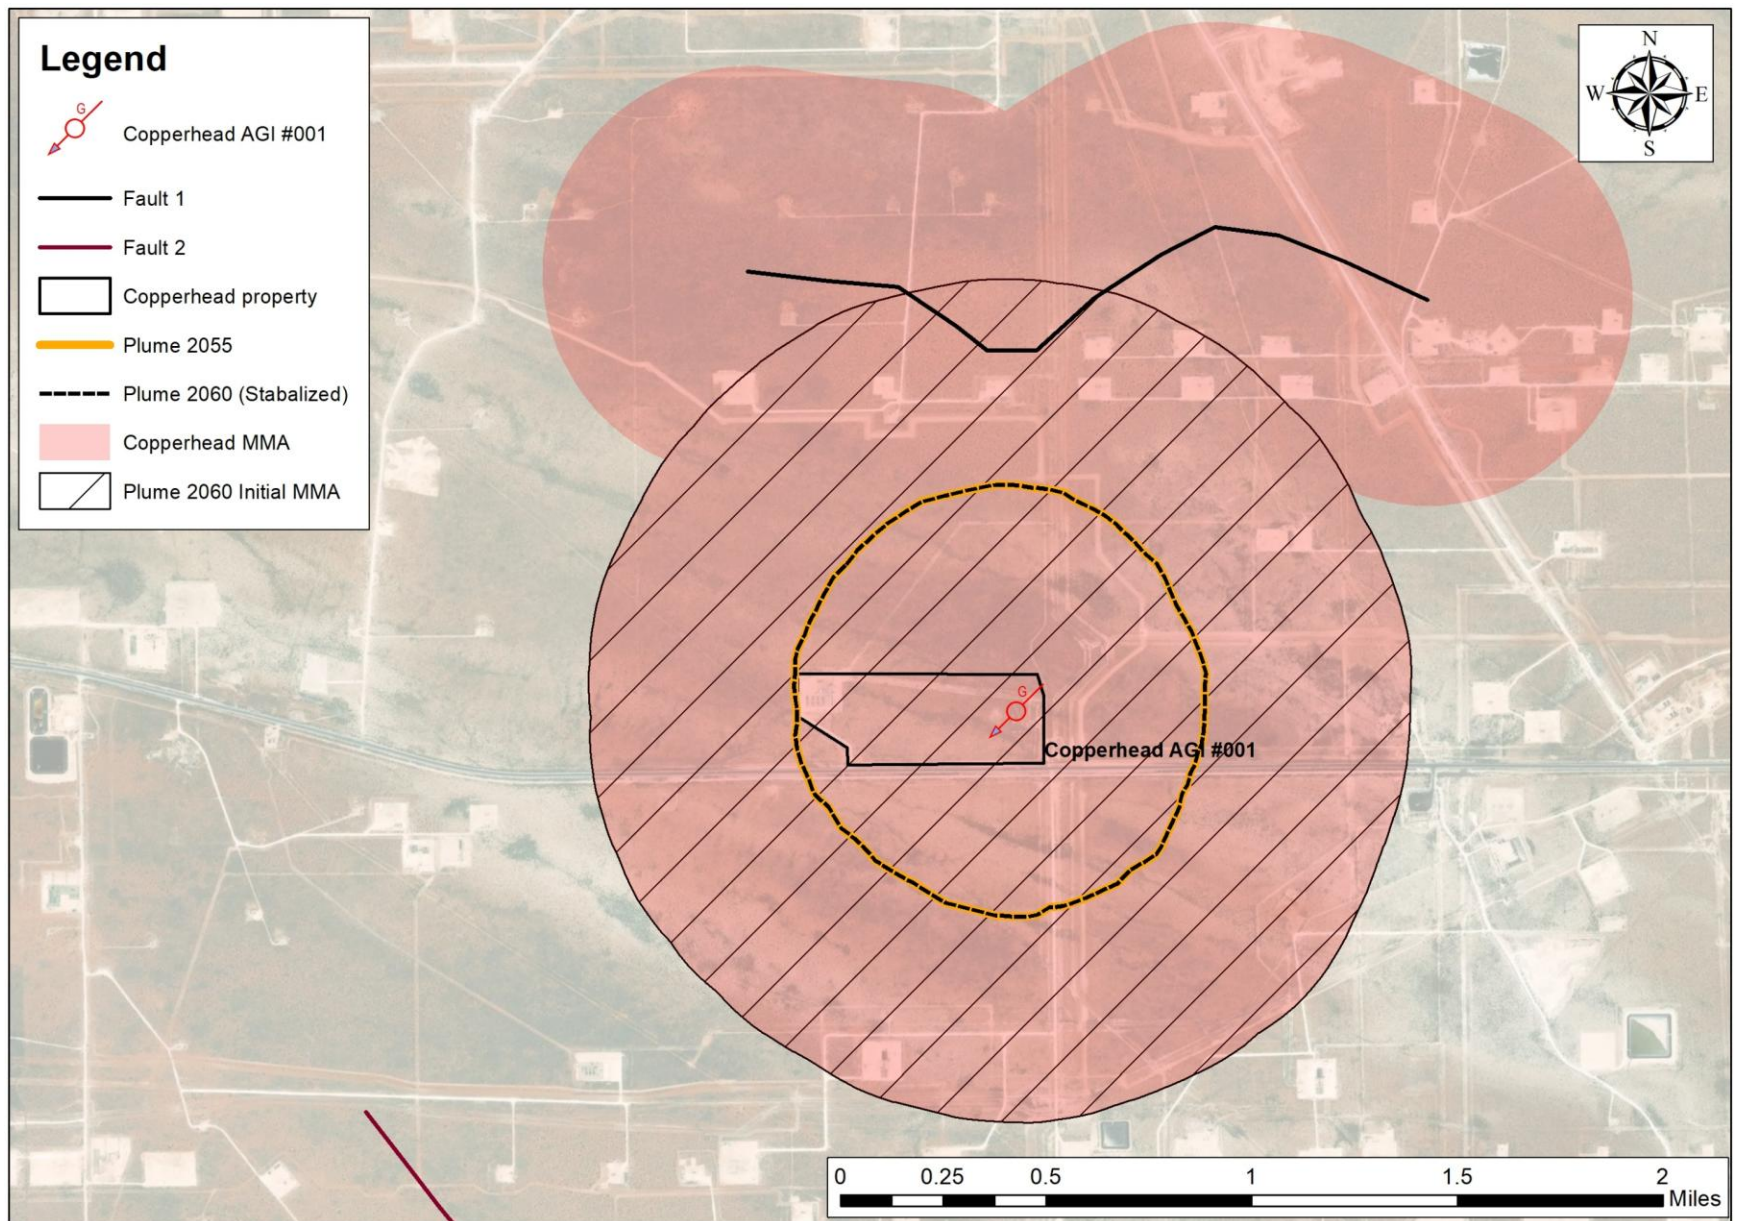 Legend
G
Copperhead AGI #001
Fault 1
Fault 2
Copperhead property
Plume 2055
Plume 2060 (Stabalized)
Copperhead MMA
Plume 2060 Initial MMA
N
W E
S
G
Copperhead AGI #001
0 0.25 0.5 1 1.5 2
Miles